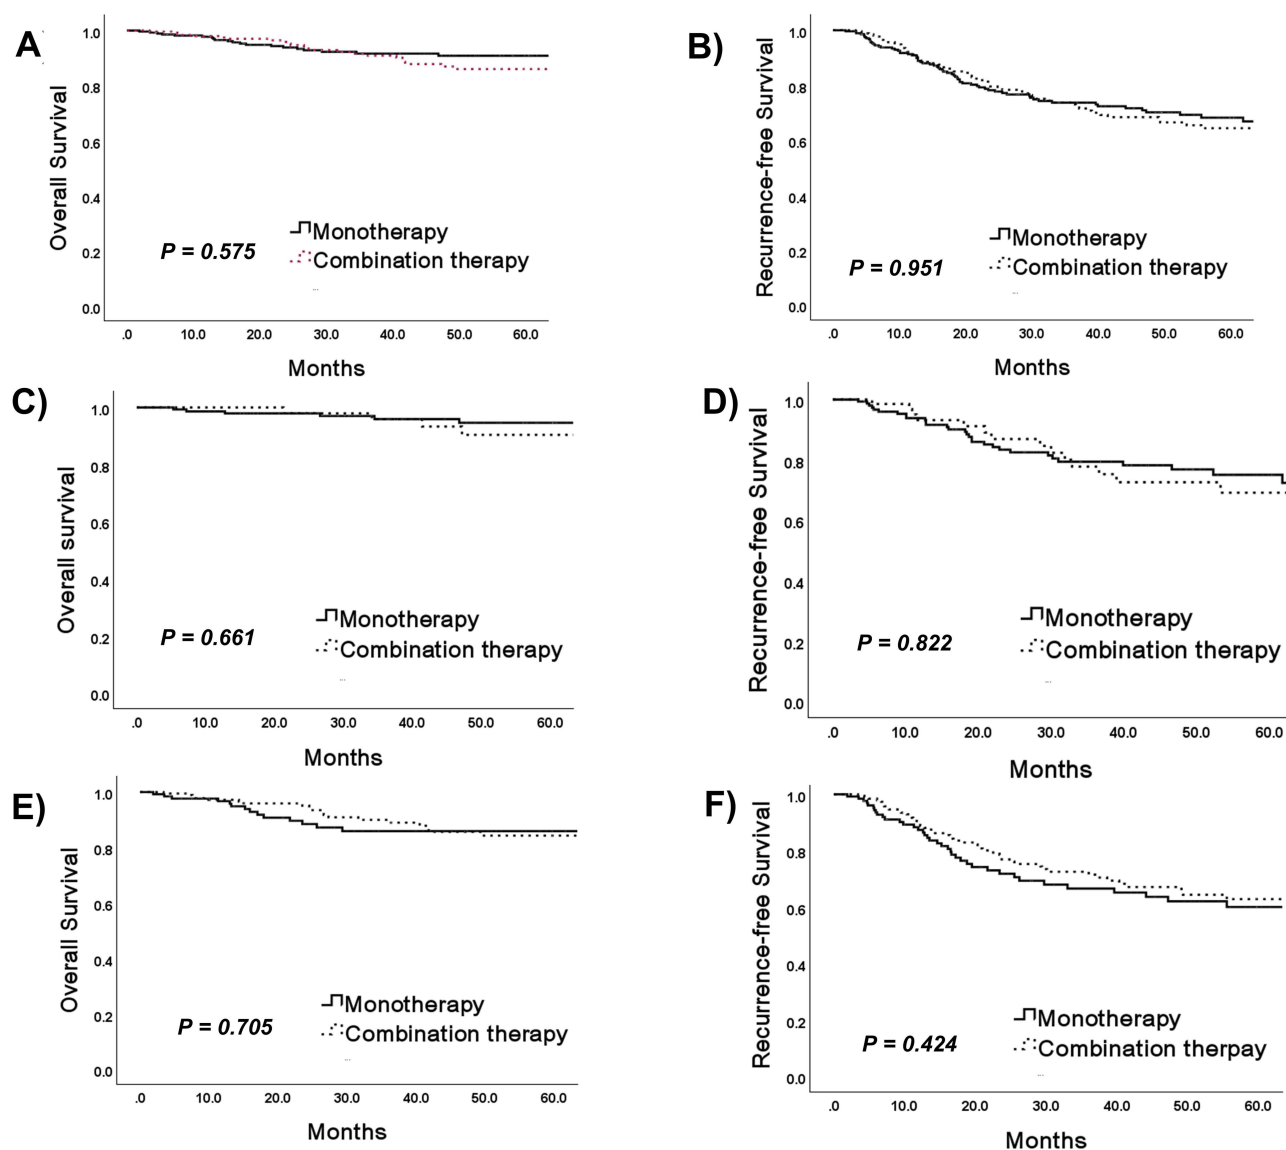 A)
Overall Survival
1.0
0.8
0.6
0.4
0.2
0.0
P = 0.575
Monotherapy
Combination therapy
...
.0 10.0 20.0 30.0 40.0 50.0 60.0
Months
B)
Recurrence-free Survival
1.0
0.8
0.6
0.4
0.2
0.0
P = 0.951
Monotherapy
Combination therapy
...
.0 10.0 20.0 30.0 40.0 50.0 60.0
Months
C)
Overall survival
1.0
0.8
0.6
0.4
0.2
0.0
P = 0.661
Monotherapy
Combination therapy
...
.0 10.0 20.0 30.0 40.0 50.0 60.0
Months
D)
Recurrence-free Survival
1.0
0.8
0.6
0.4
0.2
0.0
P = 0.822
Monotherapy
Combination therapy
...
.0 10.0 20.0 30.0 40.0 50.0 60.0
Months
E)
Overall Survival
1.0
0.8
0.6
0.4
0.2
0.0
P = 0.705
Monotherapy
Combination therapy
...
.0 10.0 20.0 30.0 40.0 50.0 60.0
Months
F)
Recurrence-free Survival
1.0
0.8
0.6
0.4
0.2
0.0
P = 0.424
Monotherapy
Combination therpay
...
.0 10.0 20.0 30.0 40.0 50.0 60.0
Months